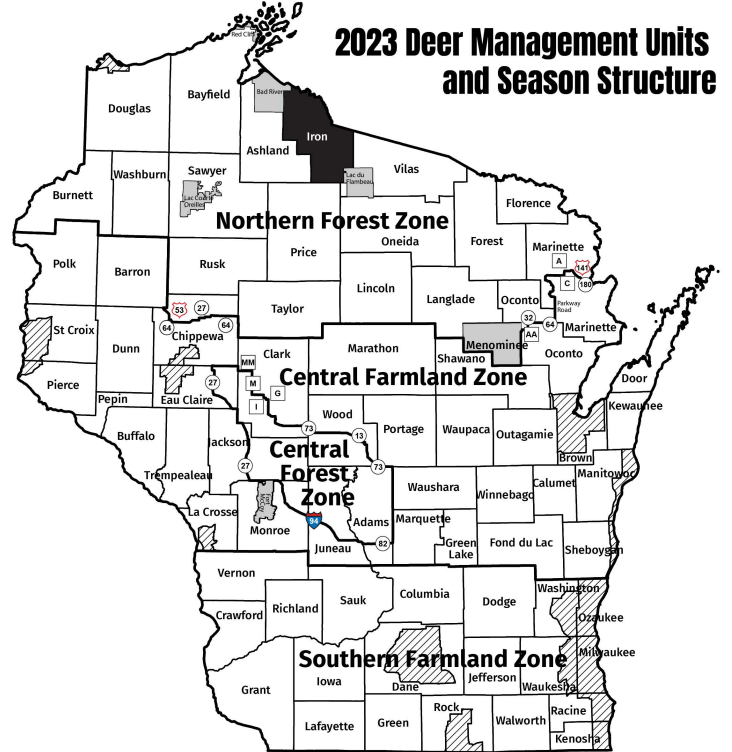 2023 Deer Management Units
and Season Structure
Red Cliff
Bad River
Douglas
Bayfield
Iron
Ashland
Lac du
Flambeau
Vilas
Washburn
Sawyer
Burnett
Lac Courte
Oreilles
Florence
Northern Forest Zone
Oneida
Forest
Marinette
A
141
C
180
Polk
Barron
Rusk
Price
Lincoln
Langlade
Oconto
Parkway
Road
53
27
Taylor
32
64
64
64
AA
Marinette
St Croix
Dunn
Chippewa
Clark
Marathon
Menominee
Shawano
Oconto
MM
M
G
I
Central Farmland Zone
Door
Pierce
Pepin
Eau Claire
27
Kewaunee
Wood
73
13
Portage
Waupaca
Outagamie
Buffalo
Jackson
Central
Forest
Zone
27
73
Brown
Manitowoc
Trempealeau
Waushara
Winnebago
Calumet
Fort
McCoy
La Crosse
Monroe
94
Adams
Marquette
Juneau
82
Green
Lake
Fond du Lac
Sheboygan
Vernon
Columbia
Washington
Sauk
Dodge
Richland
Crawford
Ozaukee
Southern Farmland Zone
Milwaukee
Grant
Iowa
Dane
Jefferson
Waukesha
Rock
Racine
Lafayette
Green
Walworth
Kenosha